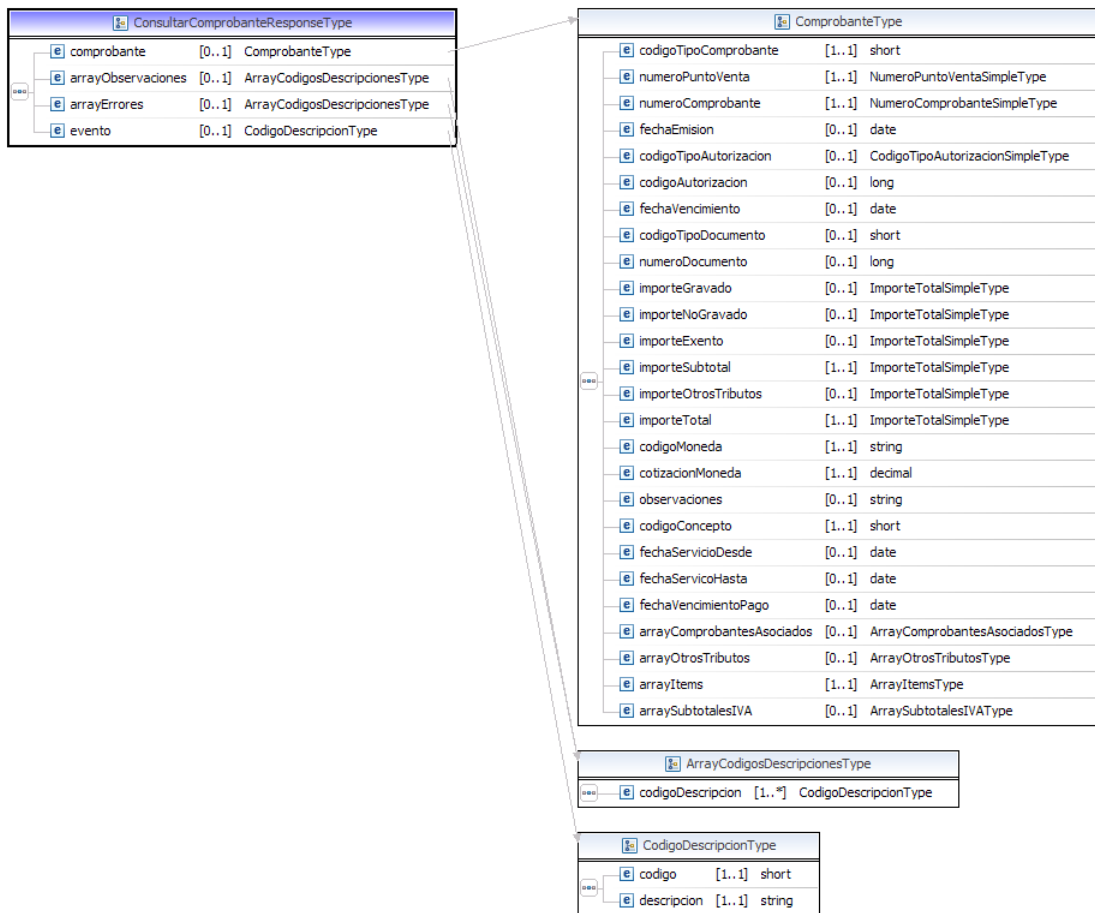 ConsultarComprobanteResponseType
comprobante [0..1] ComprobanteType
arrayObservaciones [0..1] ArrayCodigosDescripcionesType
arrayErrores [0..1] ArrayCodigosDescripcionesType
evento [0..1] CodigoDescripcionType
ComprobanteType
codigoTipoComprobante [1..1] short
numeroPuntoVenta [1..1] NumeroPuntoVentaSimpleType
numeroComprobante [1..1] NumeroComprobanteSimpleType
fechaEmision [0..1] date
codigoTipoAutorizacion [0..1] CodigoTipoAutorizacionSimpleType
codigoAutorizacion [0..1] long
fechaVencimiento [0..1] date
codigoTipoDocumento [0..1] short
numeroDocumento [0..1] long
importeGravado [0..1] ImporteTotalSimpleType
importeNoGravado [0..1] ImporteTotalSimpleType
importeExento [0..1] ImporteTotalSimpleType
importeSubtotal [1..1] ImporteTotalSimpleType
importeOtrosTributos [0..1] ImporteTotalSimpleType
importeTotal [1..1] ImporteTotalSimpleType
codigoMoneda [1..1] string
cotizacionMoneda [1..1] decimal
observaciones [0..1] string
codigoConcepto [1..1] short
fechaServicioDesde [0..1] date
fechaServicoHasta [0..1] date
fechaVencimientoPago [0..1] date
arrayComprobantesAsociados [0..1] ArrayComprobantesAsociadosType
arrayOtrosTributos [0..1] ArrayOtrosTributosType
arrayItems [1..1] ArrayItemsType
arraySubtotalesIVA [0..1] ArraySubtotalesIVAType
ArrayCodigosDescripcionesType
codigoDescripcion [1..*] CodigoDescripcionType
CodigoDescripcionType
codigo [1..1] short
descripcion [1..1] string